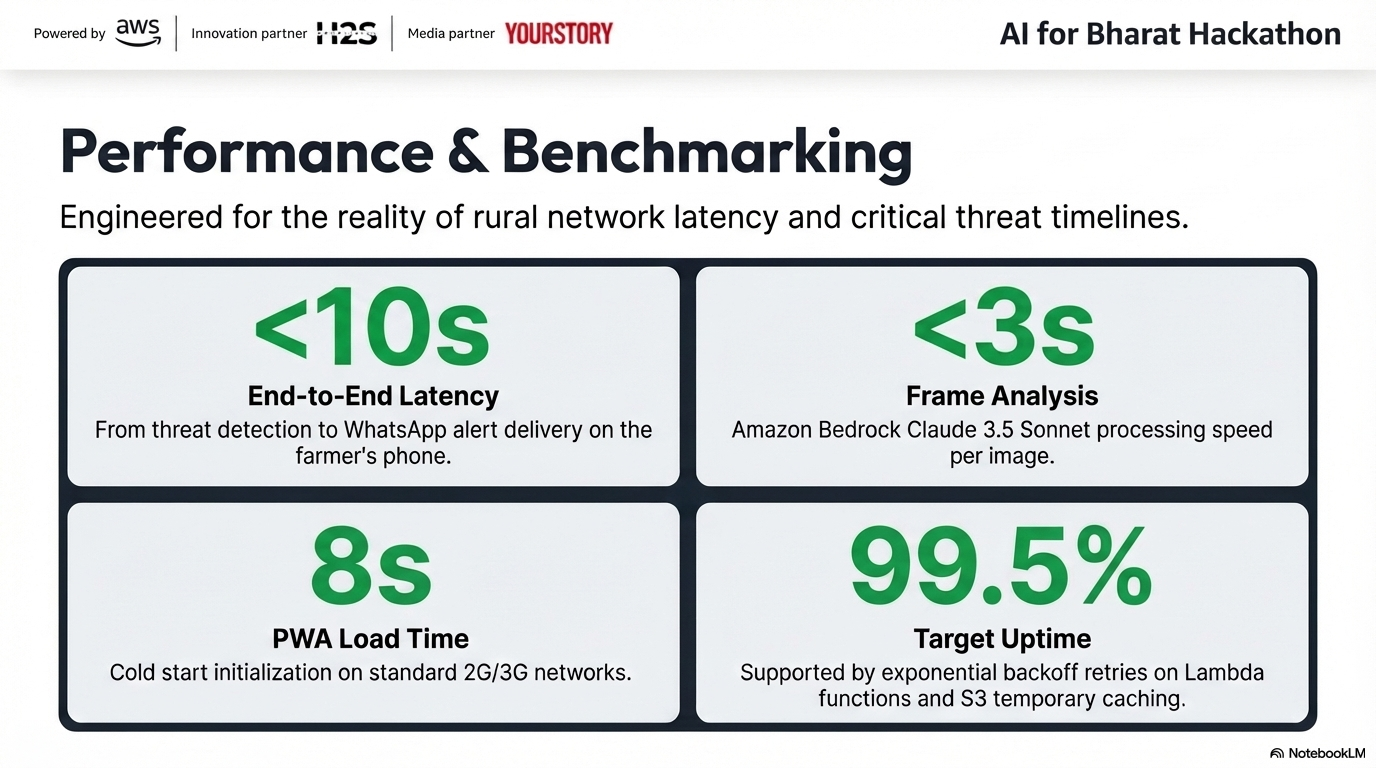 Powered by aws Innovation partner H2S Media partner YOURSTORY
AI for Bharat Hackathon
Performance & Benchmarking
Engineered for the reality of rural network latency and critical threat timelines.
<10s
End-to-End Latency
From threat detection to WhatsApp alert delivery on the
farmer's phone.
<3s
Frame Analysis
Amazon Bedrock Claude 3.5 Sonnet processing speed
per image.
8s
PWA Load Time
Cold start initialization on standard 2G/3G networks.
99.5%
Target Uptime
Supported by exponential backoff retries on Lambda
functions and S3 temporary caching.
NotebookLM